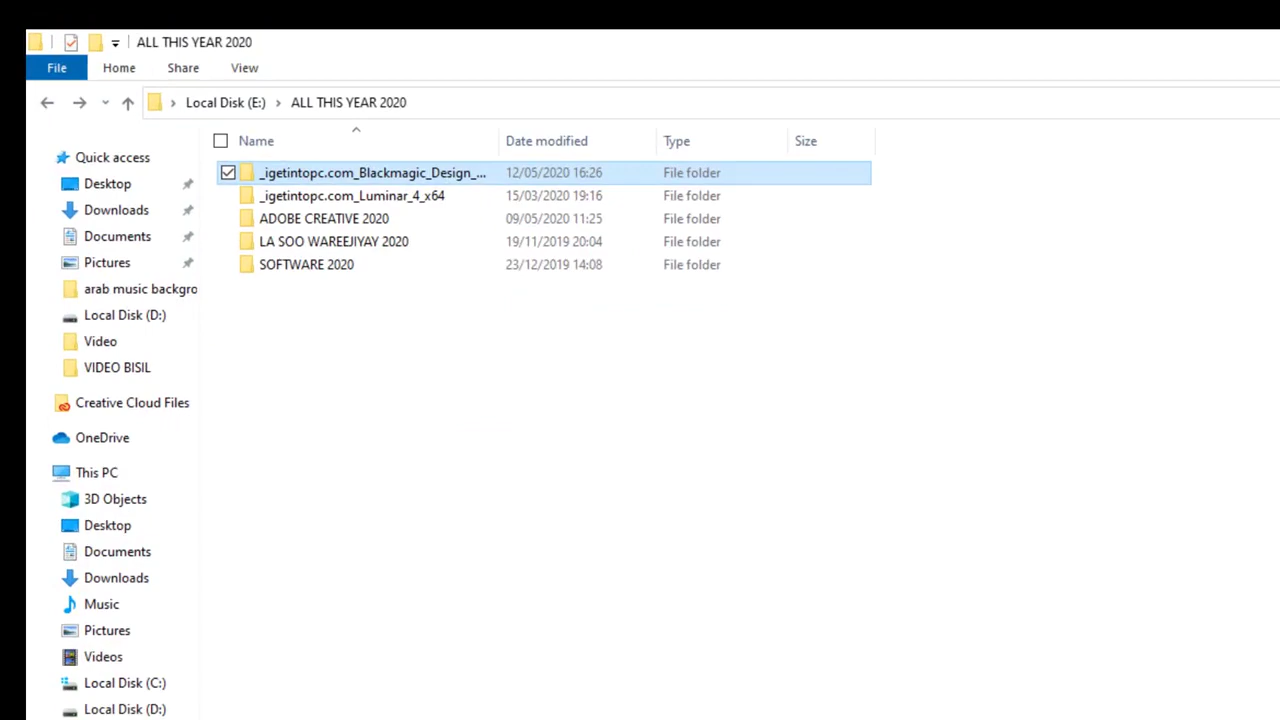 ALL THIS YEAR 2020
File Home Share View
Local Disk (E:) ALL THIS YEAR 2020
Name Date modified Type Size
_igetintopc.com_Blackmagic_Design_... 12/05/2020 16:26 File folder
_igetintopc.com_Luminar_4_x64 15/03/2020 19:16 File folder
ADOBE CREATIVE 2020 09/05/2020 11:25 File folder
LA SOO WAREEJIYAY 2020 19/11/2019 20:04 File folder
SOFTWARE 2020 23/12/2019 14:08 File folder
Quick access
Desktop
Downloads
Documents
Pictures
arab music backgro
Local Disk (D:)
Video
VIDEO BISIL
Creative Cloud Files
OneDrive
This PC
3D Objects
Desktop
Documents
Downloads
Music
Pictures
Videos
Local Disk (C:)
Local Disk (D:)